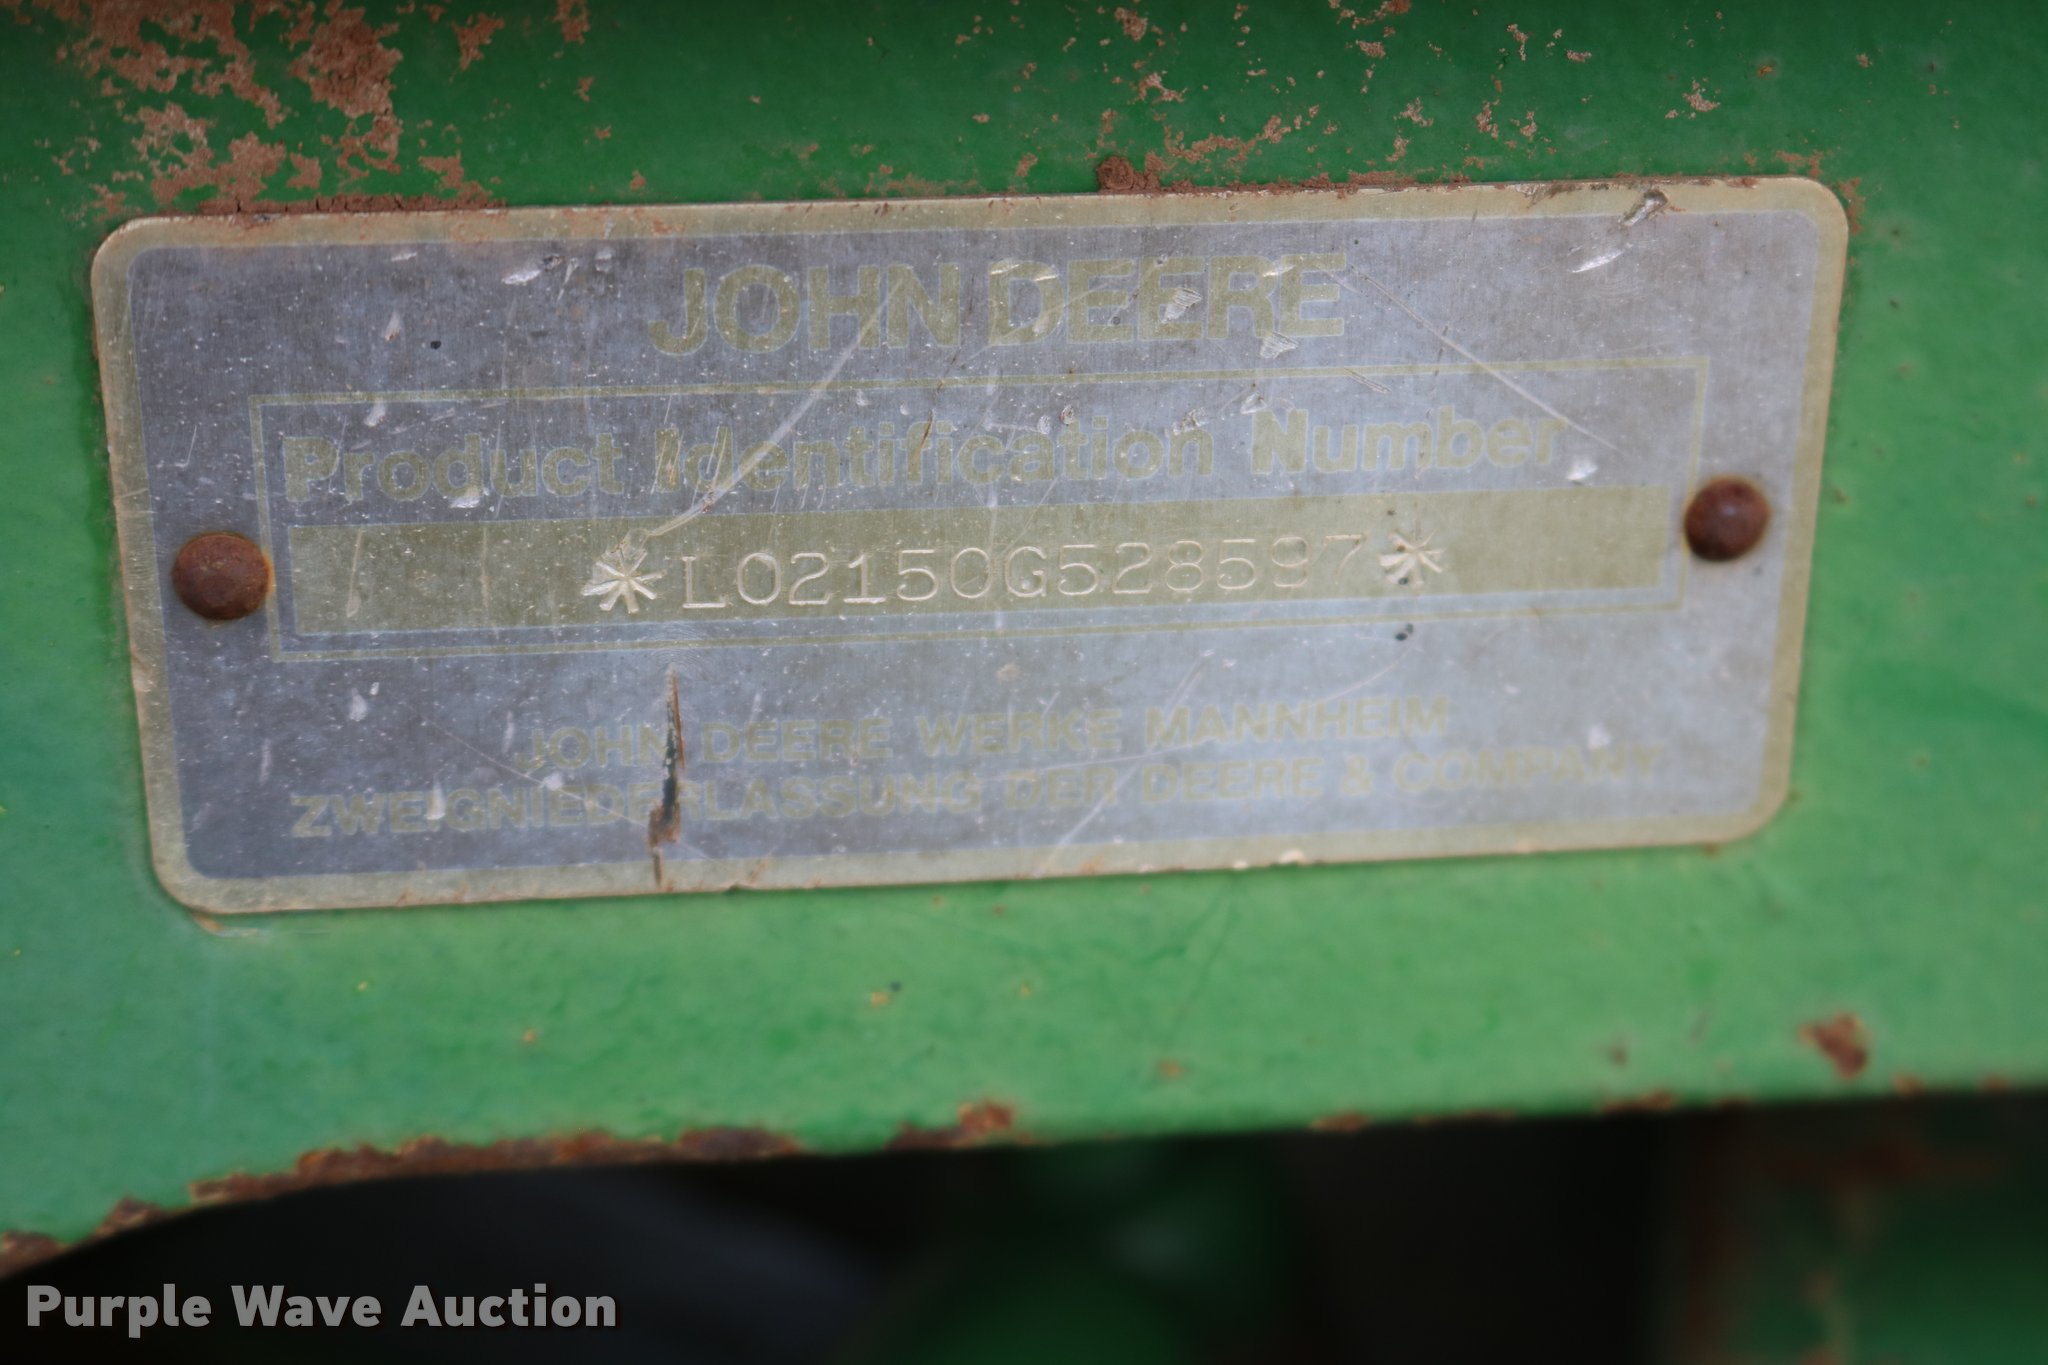 JOHN DEERE
Product Identification Number
*L02150G528597*
JOHN DEERE WERKE MANNHEIM
ZWEIGNIEDERLASSUNG DER DEERE & COMPANY
Purple Wave Auction